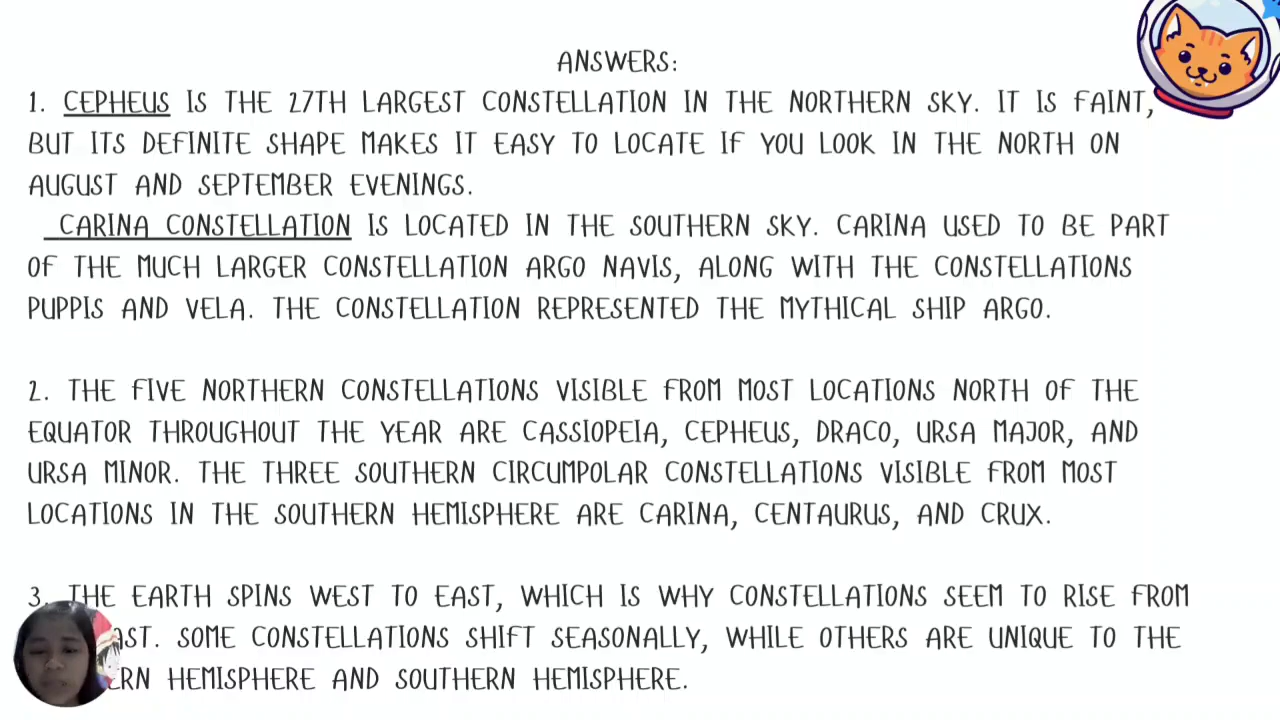 ANSWERS:
1. CEPHEUS IS THE 27TH LARGEST CONSTELLATION IN THE NORTHERN SKY. IT IS FAINT,
BUT ITS DEFINITE SHAPE MAKES IT EASY TO LOCATE IF YOU LOOK IN THE NORTH ON
AUGUST AND SEPTEMBER EVENINGS.
CARINA CONSTELLATION IS LOCATED IN THE SOUTHERN SKY. CARINA USED TO BE PART
OF THE MUCH LARGER CONSTELLATION ARGO NAVIS, ALONG WITH THE CONSTELLATIONS
PUPPIS AND VELA. THE CONSTELLATION REPRESENTED THE MYTHICAL SHIP ARGO.
2. THE FIVE NORTHERN CONSTELLATIONS VISIBLE FROM MOST LOCATIONS NORTH OF THE
EQUATOR THROUGHOUT THE YEAR ARE CASSIOPEIA, CEPHEUS, DRACO, URSA MAJOR, AND
URSA MINOR. THE THREE SOUTHERN CIRCUMPOLAR CONSTELLATIONS VISIBLE FROM MOST
LOCATIONS IN THE SOUTHERN HEMISPHERE ARE CARINA, CENTAURUS, AND CRUX.
3. THE EARTH SPINS WEST TO EAST, WHICH IS WHY CONSTELLATIONS SEEM TO RISE FROM
SOME CONSTELLATIONS SHIFT SEASONALLY, WHILE OTHERS ARE UNIQUE TO THE
HEMISPHERE AND SOUTHERN HEMISPHERE.